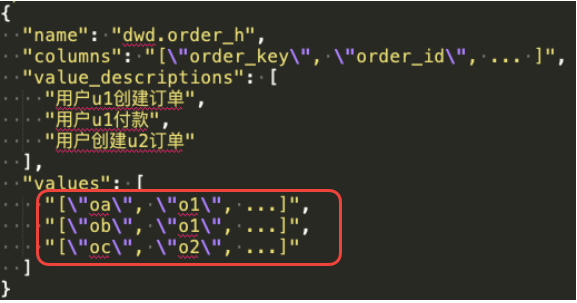 {
"name": "dwd.order_h",
"columns": "[\"order_key\", \"order_id\", ... ]",
"value_descriptions": [
"用户u1创建订单",
"用户u1付款",
"用户创建u2订单"
],
"values": [
"[\"oa\", \"o1\", ...]",
"[\"ob\", \"o1\", ...]",
"[\"oc\", \"o2\", ...]"
]
}